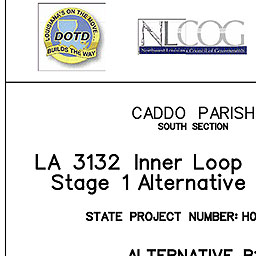 LOUISIANA'S ON THE MOVE...
DOTD
BUILDS THE WAY
NLCOG
Northwest Louisiana Council of Governments
CADDO PARISH
SOUTH SECTION
LA 3132 Inner Loop
Stage 1 Alternative
STATE PROJECT NUMBER: HO
ALTERNATIVE B